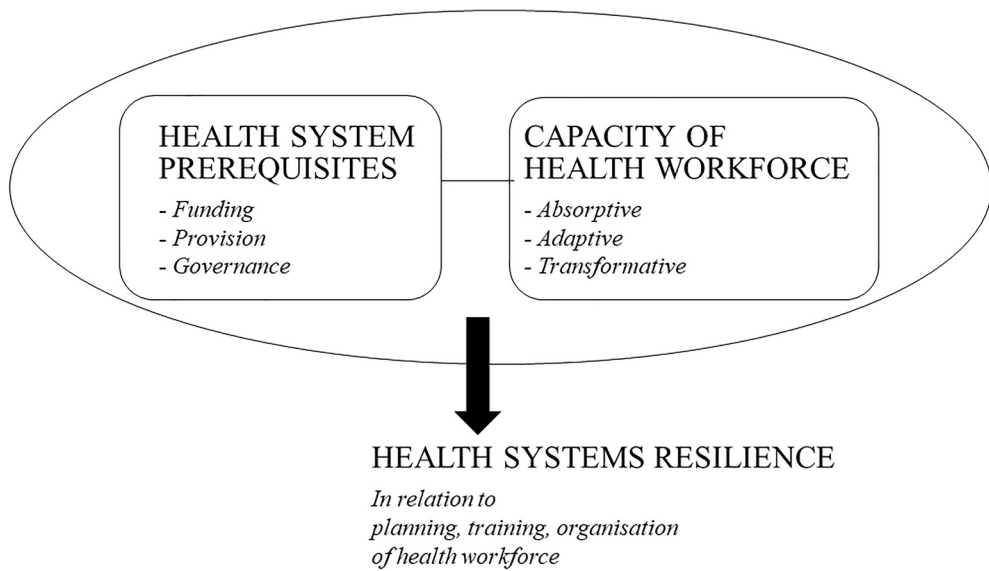 HEALTH SYSTEM
PREREQUISITES
- Funding
- Provision
- Governance
CAPACITY OF
HEALTH WORKFORCE
- Absorptive
- Adaptive
- Transformative
HEALTH SYSTEMS RESILIENCE
In relation to
planning, training, organisation
of health workforce